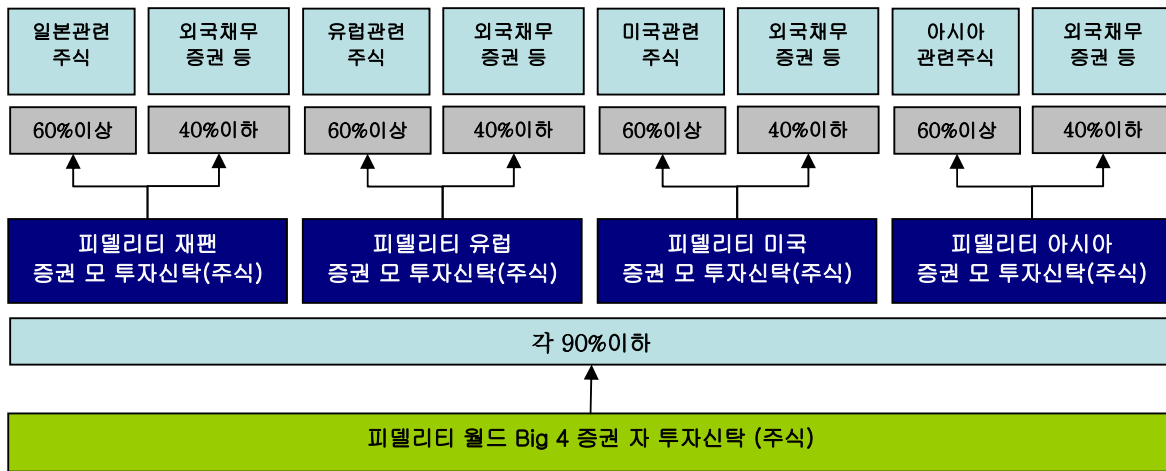 일본관련
주식
외국채무
증권 등
유럽관련
주식
외국채무
증권 등
미국관련
주식
외국채무
증권 등
아시아
관련주식
외국채무
증권 등
60%이상
40%이하
60%이상
40%이하
60%이상
40%이하
60%이상
40%이하
피델리티 재팬
증권 모 투자신탁(주식)
피델리티 유럽
증권 모 투자신탁(주식)
피델리티 미국
증권 모 투자신탁(주식)
피델리티 아시아
증권 모 투자신탁(주식)
각 90%이하
피델리티 월드 Big 4 증권 자 투자신탁 (주식)